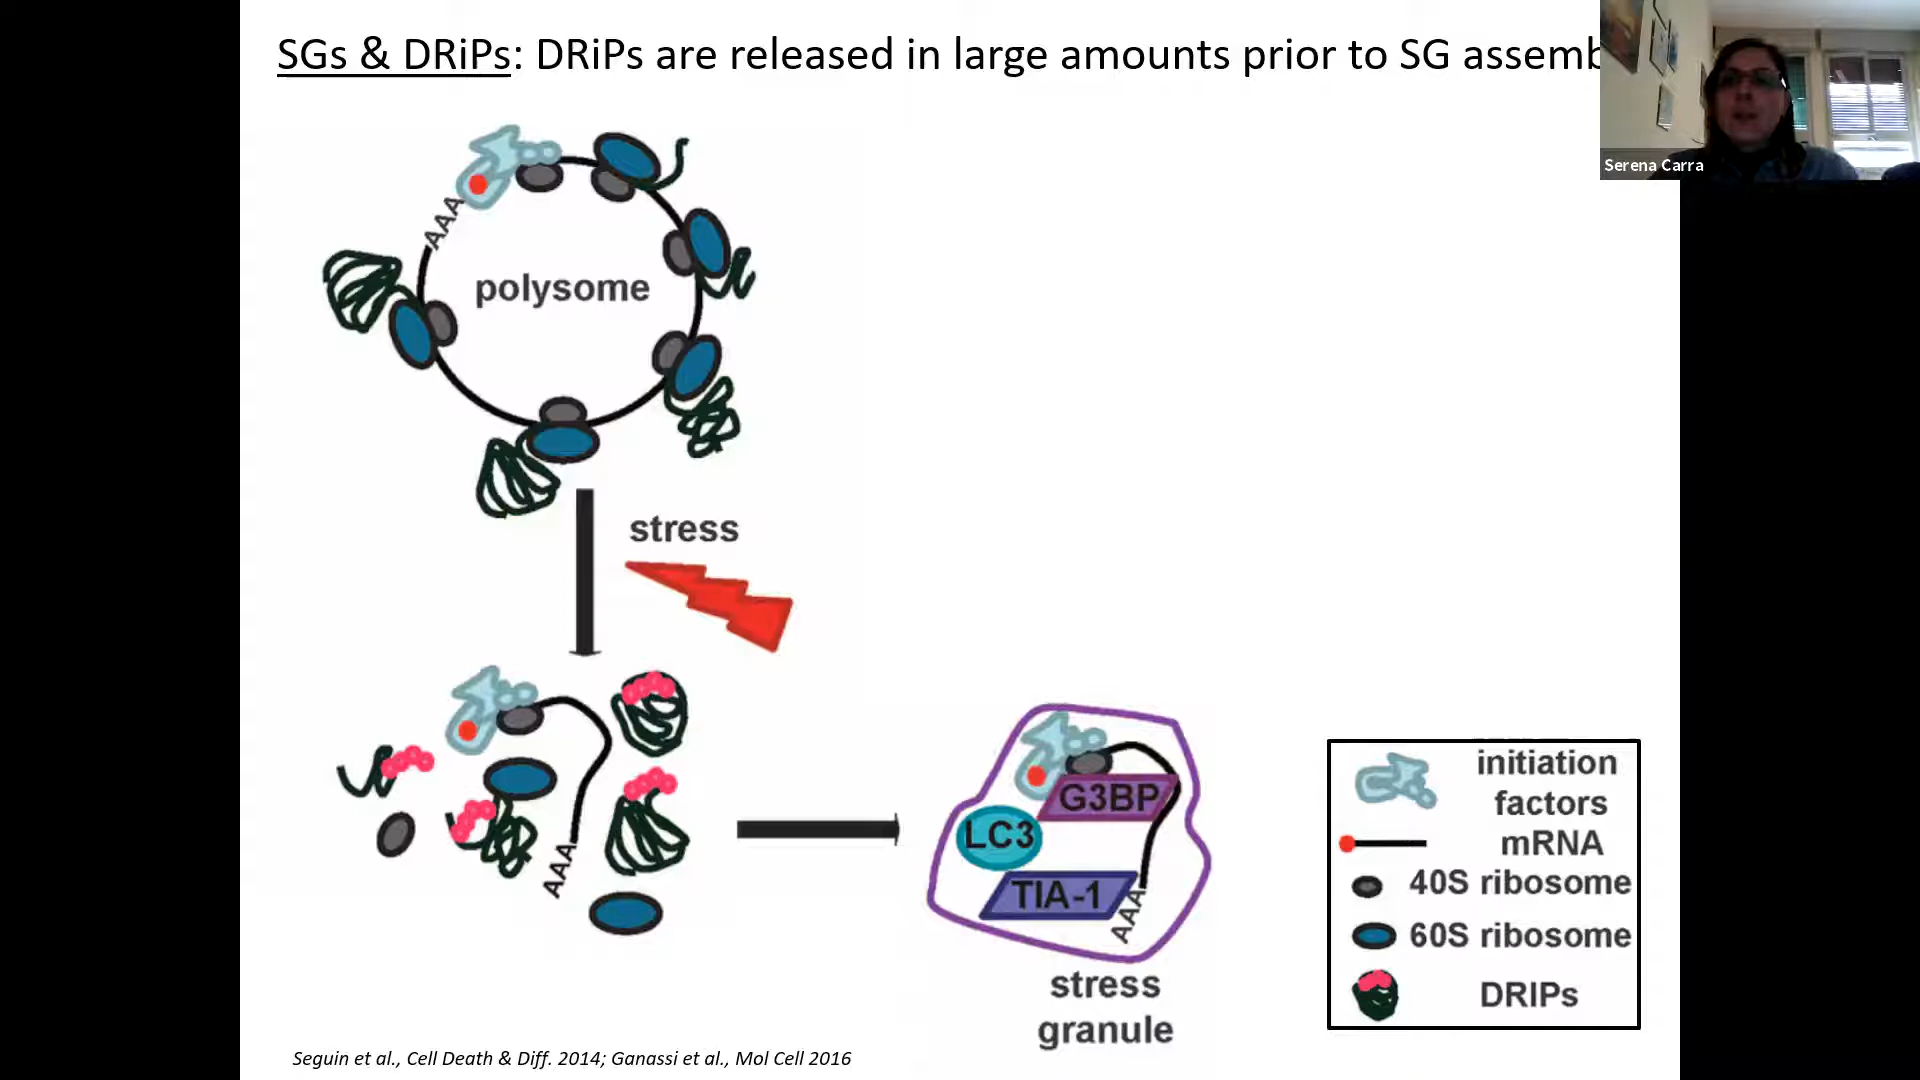 SGs & DRiPs: DRiPs are released in large amounts prior to SG assemb
Serena Carra
AAA
polysome
stress
AAA
G3BP
LC3
TIA-1
AAA
stress
granule
initiation
factors
mRNA
40S ribosome
60S ribosome
DRIPs
Seguin et al., Cell Death & Diff. 2014; Ganassi et al., Mol Cell 2016